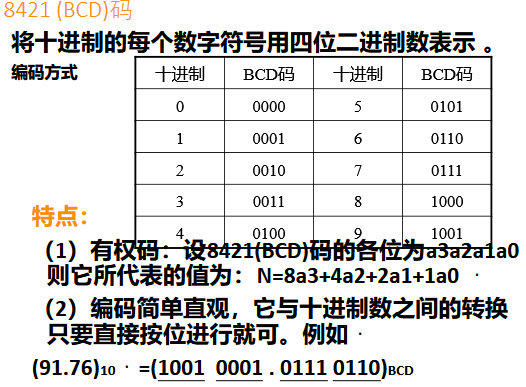 8421 (BCD)码
将十进制的每个数字符号用四位二进制数表示 。
编码方式
十进制 BCD码 十进制 BCD码
0 0000 5 0101
1 0001 6 0110
2 0010 7 0111
3 0011 8 1000
4 0100 9 1001
特点：
（1）有权码：设8421(BCD)码的各位为a3a2a1a0
则它所代表的值为：N=8a3+4a2+2a1+1a0 ·
（2）编码简单直观，它与十进制数之间的转换
只要直接按位进行就可。例如 ·
(91.76)10 · =(1001 0001 . 0111 0110)BCD